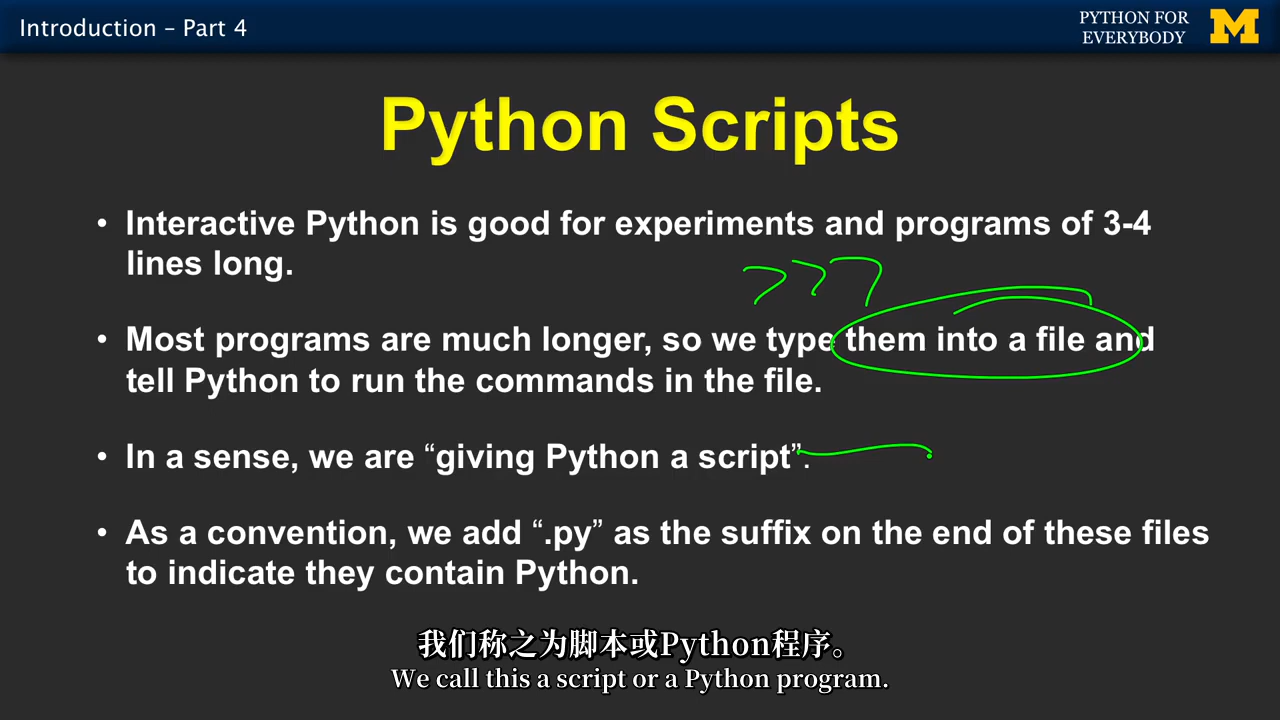 Introduction – Part 4
PYTHON FOR
EVERYBODY
M
Python Scripts
• Interactive Python is good for experiments and programs of 3-4
lines long.
>>>
• Most programs are much longer, so we type them into a file and
tell Python to run the commands in the file.
• In a sense, we are “giving Python a script”.
• As a convention, we add “.py” as the suffix on the end of these files
to indicate they contain Python.
我们称之为脚本或Python程序。
We call this a script or a Python program.